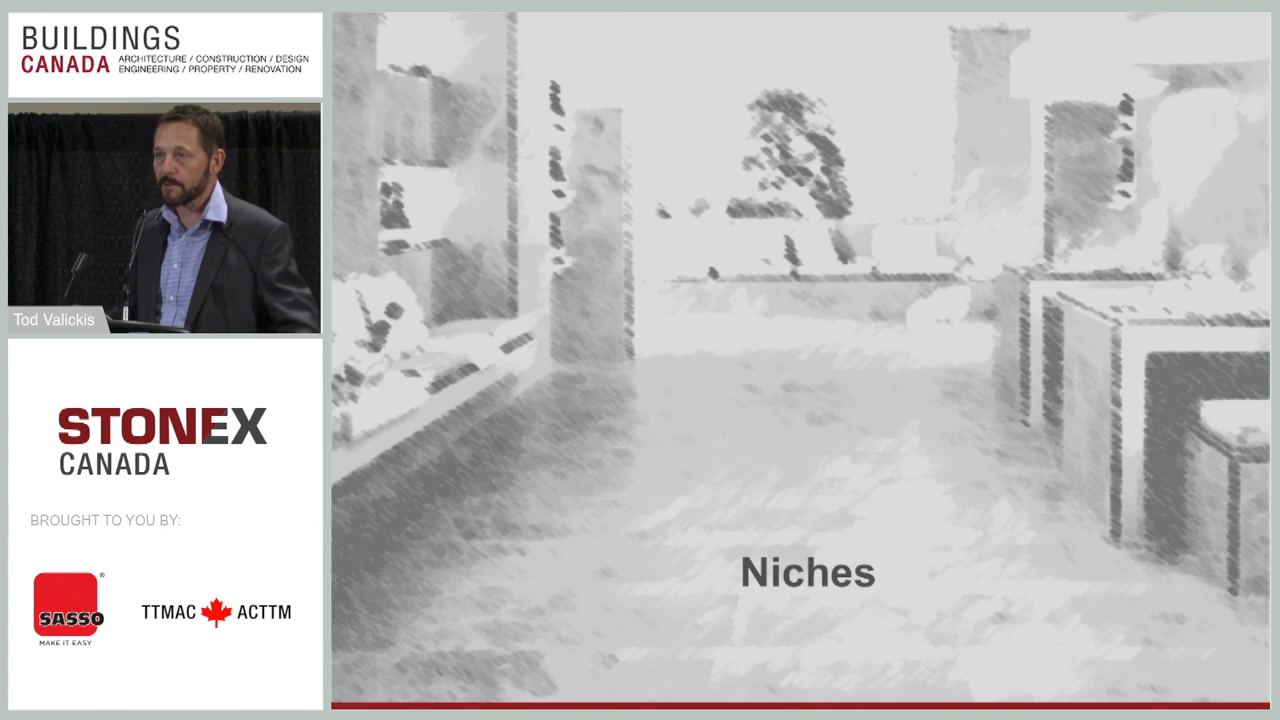 BUILDINGS
CANADA ARCHITECTURE / CONSTRUCTION / DESIGN
ENGINEERING / PROPERTY / RENOVATION
Tod Valickis
STONEX
CANADA
BROUGHT TO YOU BY:
SASSO ®
MAKE IT EASY
TTMAC ACTTM
Niches